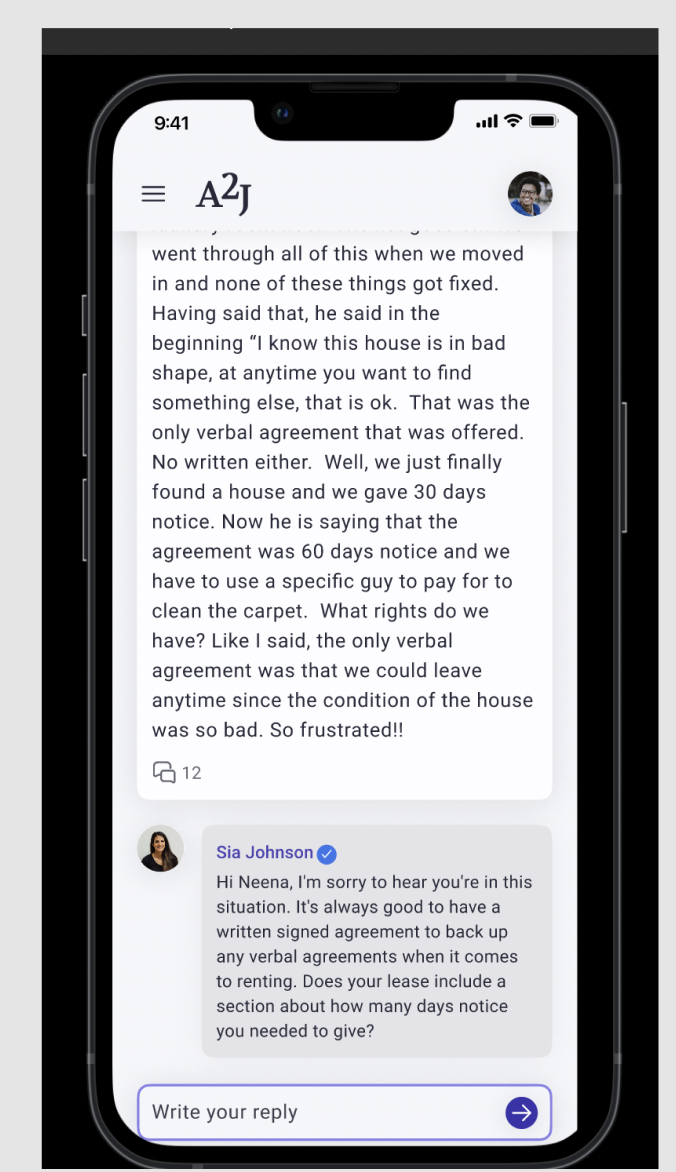 9:41
A2J
went through all of this when we moved
in and none of these things got fixed.
Having said that, he said in the
beginning “I know this house is in bad
shape, at anytime you want to find
something else, that is ok.  That was the
only verbal agreement that was offered.
No written either.  Well, we just finally
found a house and we gave 30 days
notice. Now he is saying that the
agreement was 60 days notice and we
have to use a specific guy to pay for to
clean the carpet.  What rights do we
have? Like I said, the only verbal
agreement was that we could leave
anytime since the condition of the house
was so bad. So frustrated!!
12
Sia Johnson
Hi Neena, I'm sorry to hear you're in this
situation. It's always good to have a
written signed agreement to back up
any verbal agreements when it comes
to renting. Does your lease include a
section about how many days notice
you needed to give?
Write your reply